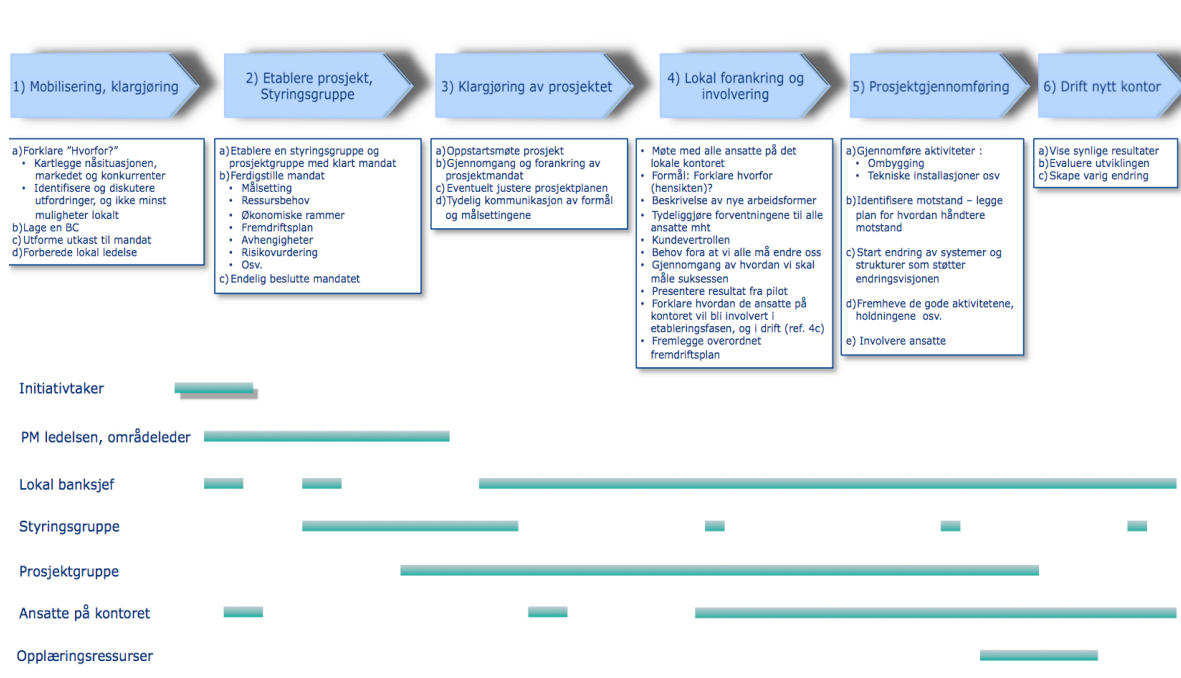 1) Mobilisering, klargjøring
2) Etablere prosjekt,
Styringsgruppe
3) Klargjøring av prosjektet
4) Lokal forankring og
involvering
5) Prosjektgjennomføring
6) Drift nytt kontor
a)Forklare ”Hvorfor?”
• Kartlegge nåsituasjonen,
markedet og konkurrenter
• Identifisere og diskutere
utfordringer, og ikke minst
muligheter lokalt
b)Lage en BC
c)Utforme utkast til mandat
d)Forberede lokal ledelse
a)Etablere en styringsgruppe og
prosjektgruppe med klart mandat
b)Ferdigstille mandat
• Målsetting
• Ressursbehov
• Økonomiske rammer
• Fremdriftsplan
• Avhengigheter
• Risikovurdering
• Osv.
c)Endelig beslutte mandatet
a)Oppstartsmøte prosjekt
b)Gjennomgang og forankring av
prosjektmandat
c)Eventuelt justere prosjektplanen
d)Tydelig kommunikasjon av formål
og målsettingene
• Møte med alle ansatte på det
lokale kontoret
• Formål: Forklare hvorfor
(hensikten)?
• Beskrivelse av nye arbeidsformer
• Tydeliggjøre forventningene til alle
ansatte mht
• Kundevertrollen
• Behov fora at vi alle må endre oss
• Gjennomgang av hvordan vi skal
måle suksessen
• Presentere resultat fra pilot
• Forklare hvordan de ansatte på
kontoret vil bli involvert i
etableringsfasen, og i drift (ref. 4c)
• Fremlegge overordnet
fremdriftsplan
a)Gjennomføre aktiviteter :
• Ombygging
• Tekniske installasjoner osv
b)Identifisere motstand – legge
plan for hvordan håndtere
motstand
c)Start endring av systemer og
strukturer som støtter
endringsvisjonen
d)Fremheve de gode aktivitetene,
holdningene osv.
e) Involvere ansatte
a)Vise synlige resultater
b)Evaluere utviklingen
c)Skape varig endring
Initiativtaker
PM ledelsen, områdeleder
Lokal banksjef
Styringsgruppe
Prosjektgruppe
Ansatte på kontoret
Opplæringsressurser